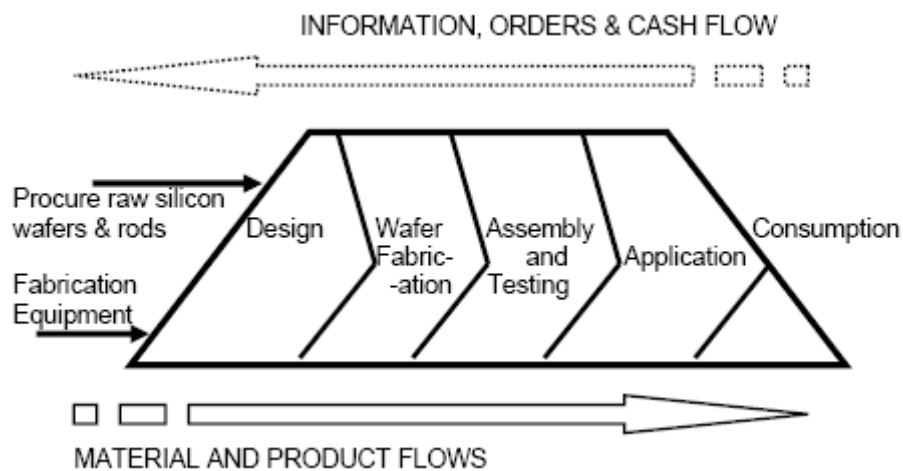 INFORMATION, ORDERS & CASH FLOW
Procure raw silicon
wafers & rods
Fabrication
Equipment
Design
Wafer
Fabric-
-ation
Assembly
and
Testing
Application
Consumption
MATERIAL AND PRODUCT FLOWS